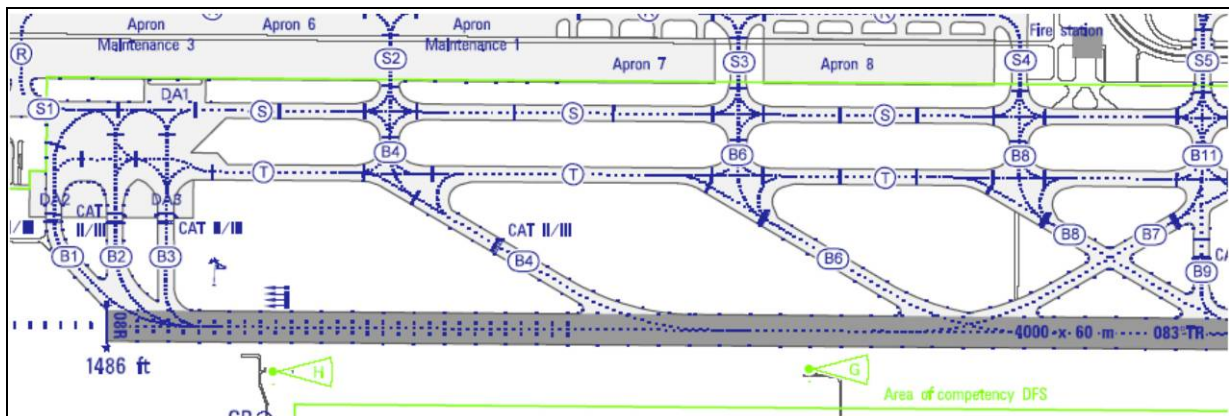 Apron 6
Apron
Apron
Fire station
Maintenance 3
Maintenance 1
R
S2
Apron 7
S3
Apron 8
S4
S5
DA1
S1
S
S
S
B4
B6
B8
B11
T
T
T
DA2
DA3
CAT
II/III
CAT II/III
CAT II/III
B8
B7
B1
B2
B3
B4
B6
B9
08R
4000 x 60 m
083° TR
1486 ft
H
G
Area of competency DFS